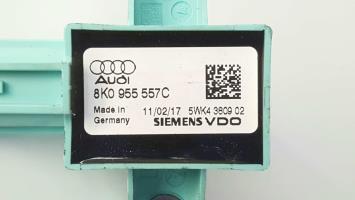 Audi
8K0 955 557C
Made in Germany
11/02/17 5WK4 3809 02
SIEMENS VDO